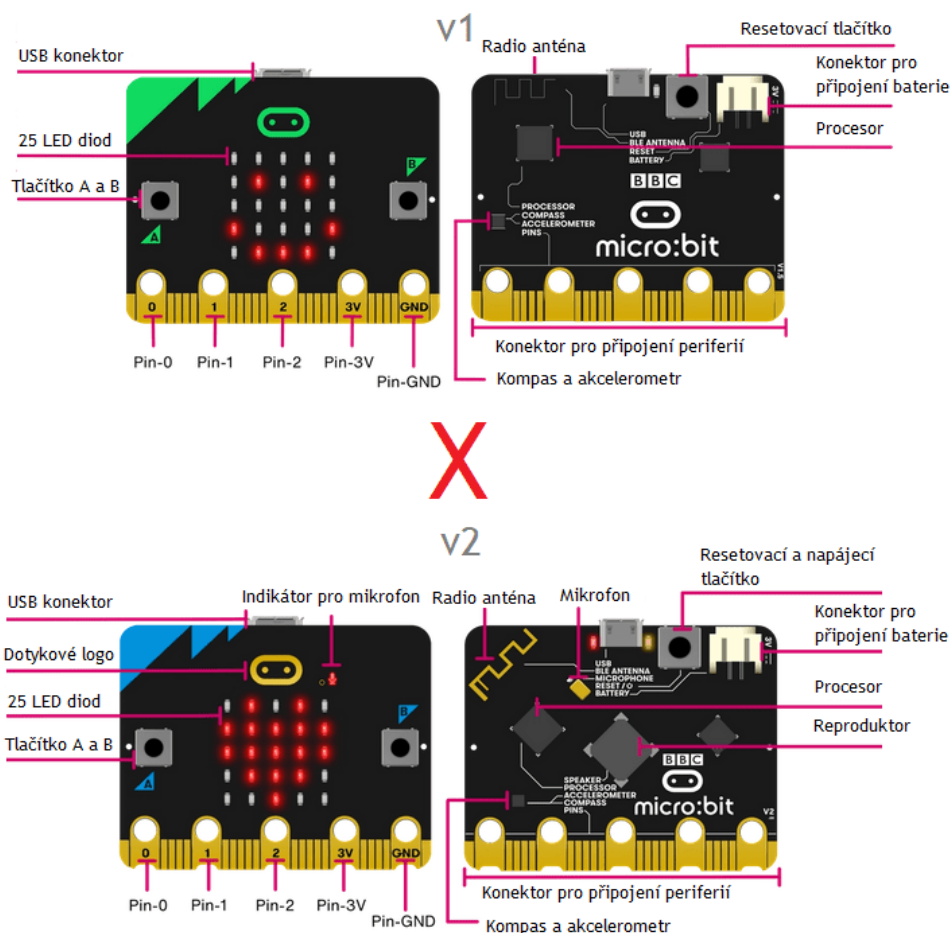 v1
USB konektor
25 LED diod
Tlačítko A a B
B
A
0 1 2 3V GND
Pin-0 Pin-1 Pin-2 Pin-3V
Pin-GND
Radio anténa
Resetovací tlačítko
Konektor pro
připojení baterie
Procesor
3V
USB
BLE ANTENNA
RESET
BATTERY
BBC
micro:bit
PROCESSOR
COMPASS
ACCELEROMETER
PINS
V1.5
Konektor pro připojení periferií
Kompas a akcelerometr
X
v2
USB konektor
Indikátor pro mikrofon
Dotykové logo
25 LED diod
Tlačítko A a B
B
A
0 1 2 3V GND
Pin-0 Pin-1 Pin-2 Pin-3V
Pin-GND
Radio anténa
Mikrofon
Resetovací a napájecí
tlačítko
Konektor pro
připojení baterie
Procesor
Reproduktor
3V
USB
BLE ANTENNA
MICROPHONE
RESET /
BATTERY
BBC
micro:bit
SPEAKER
PROCESSOR
ACCELEROMETER
COMPASS
PINS
V2
Konektor pro připojení periferií
Kompas a akcelerometr